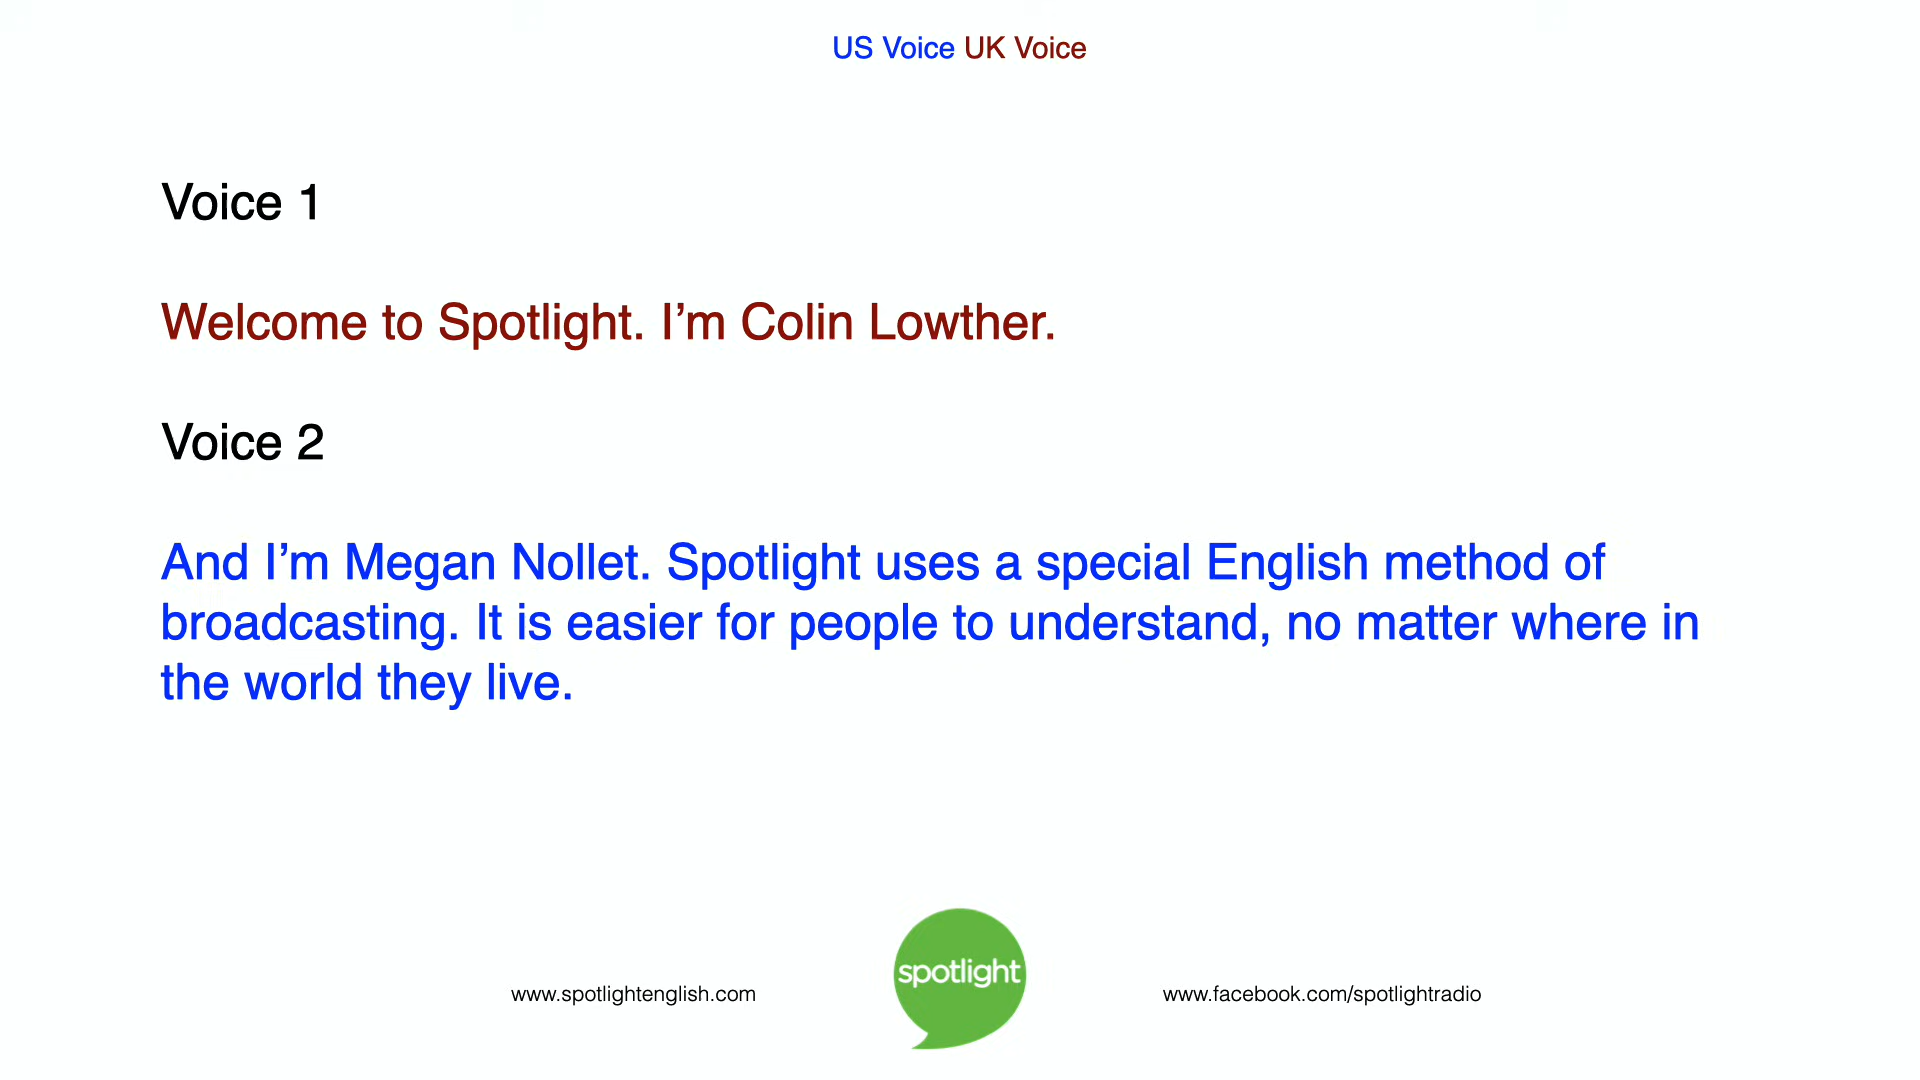 US Voice UK Voice
Voice 1
Welcome to Spotlight. I’m Colin Lowther.
Voice 2
And I’m Megan Nollet. Spotlight uses a special English method of
broadcasting. It is easier for people to understand, no matter where in
the world they live.
www.spotlightenglish.com
spotlight
www.facebook.com/spotlightradio